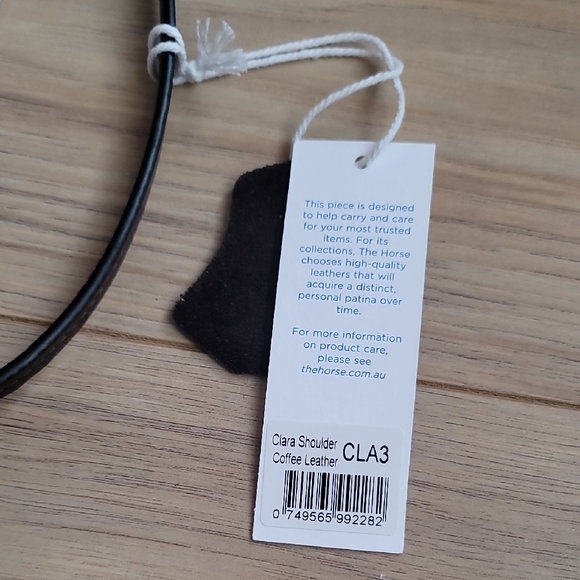 This piece is designed
to help carry and care
for your most trusted
items. For its
collections, The Horse
chooses high-quality
leathers that will
acquire a distinct,
personal patina over
time.
For more information
on product care,
please see
thehorse.com.au
Clara Shoulder CLA3
Coffee Leather
0 749565 992282